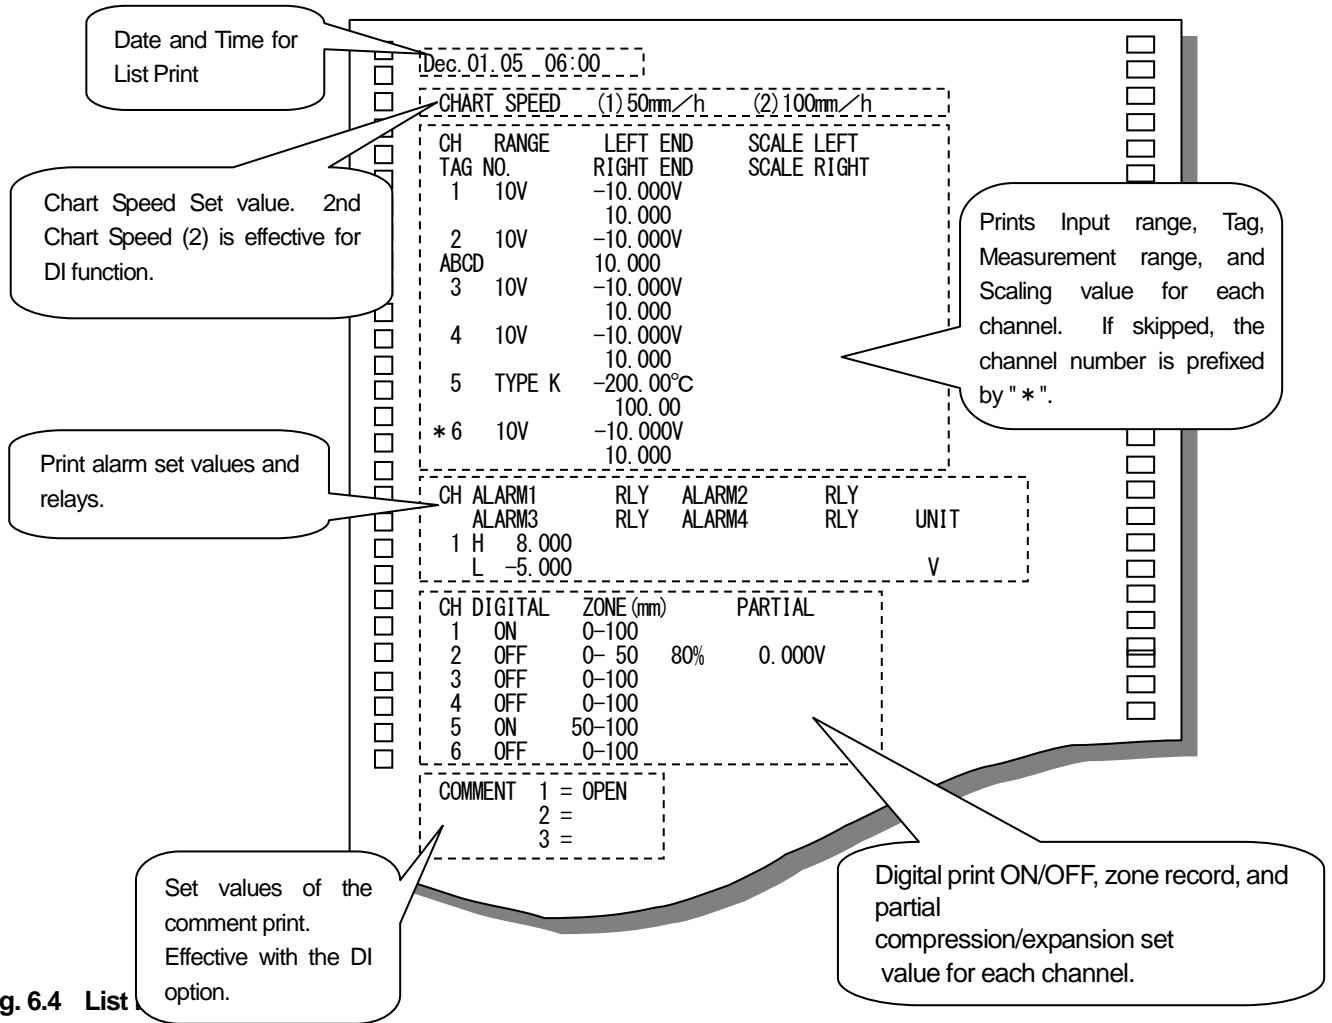 Date and Time for
List Print
Dec.01.05 06:00
CHART SPEED (1)50mm／h (2)100mm／h
CH RANGE LEFT END SCALE LEFT
TAG NO. RIGHT END SCALE RIGHT
1 10V −10.000V
10.000
2 10V −10.000V
ABCD 10.000
3 10V −10.000V
10.000
4 10V −10.000V
10.000
5 TYPE K −200.00℃
100.00
＊6 10V −10.000V
10.000
Chart Speed Set value. 2nd
Chart Speed (2) is effective for
DI function.
Prints Input range, Tag,
Measurement range, and
Scaling value for each
channel. If skipped, the
channel number is prefixed
by "＊".
Print alarm set values and
relays.
CH ALARM1 RLY ALARM2 RLY
ALARM3 RLY ALARM4 RLY UNIT
1 H 8.000
L −5.000 V
CH DIGITAL ZONE(mm) PARTIAL
1 ON 0−100
2 OFF 0− 50 80% 0.000V
3 OFF 0−100
4 OFF 0−100
5 ON 50−100
6 OFF 0−100
COMMENT 1 = OPEN
2 =
3 =
Set values of the
comment print.
Effective with the DI
option.
Digital print ON/OFF, zone record, and
partial
compression/expansion set
value for each channel.
g. 6.4 List